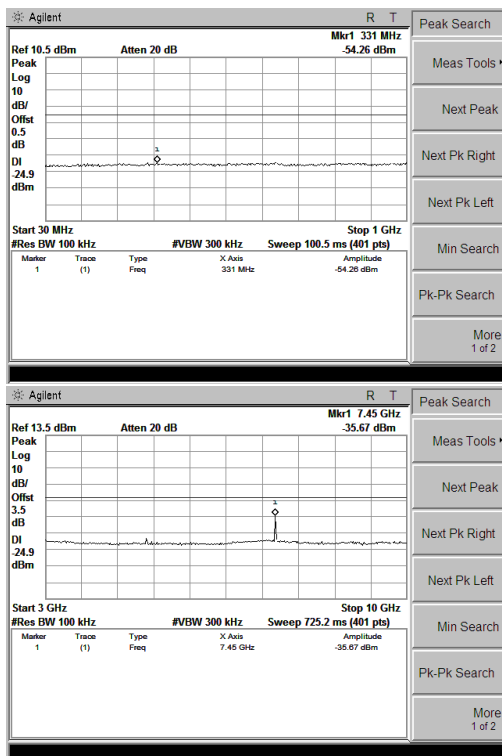 Agilent R T
Peak Search
Mkr1 331 MHz
Ref 10.5 dBm Atten 20 dB -54.26 dBm
Peak
Log
10
dB/
Offst
0.5
dB
DI
-24.9
dBm
1
Start 30 MHz Stop 1 GHz
#Res BW 100 kHz #VBW 300 kHz Sweep 100.5 ms (401 pts)
Marker Trace Type X Axis Amplitude
1 (1) Freq 331 MHz -54.26 dBm
Meas Tools
Next Peak
Next Pk Right
Next Pk Left
Min Search
Pk-Pk Search
More
1 of 2
Agilent R T
Peak Search
Mkr1 7.45 GHz
Ref 13.5 dBm Atten 20 dB -35.67 dBm
Peak
Log
10
dB/
Offst
3.5
dB
DI
-24.9
dBm
1
Start 3 GHz Stop 10 GHz
#Res BW 100 kHz #VBW 300 kHz Sweep 725.2 ms (401 pts)
Marker Trace Type X Axis Amplitude
1 (1) Freq 7.45 GHz -35.67 dBm
Meas Tools
Next Peak
Next Pk Right
Next Pk Left
Min Search
Pk-Pk Search
More
1 of 2